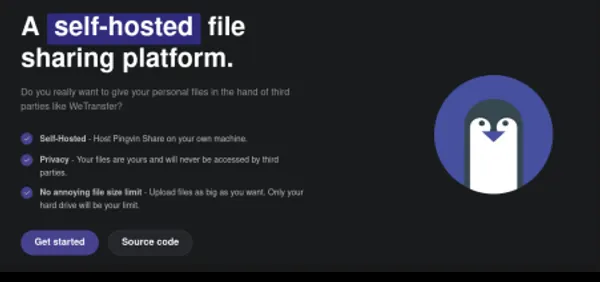 A self-hosted file
sharing platform.
Do you really want to give your personal files in the hand of third
parties like WeTransfer?
Self-Hosted - Host Pingvin Share on your own machine.
Privacy - Your files are yours and will never be accessed by third
parties.
No annoying file size limit - Upload files as big as you want. Only your
hard drive will be your limit.
Get started
Source code